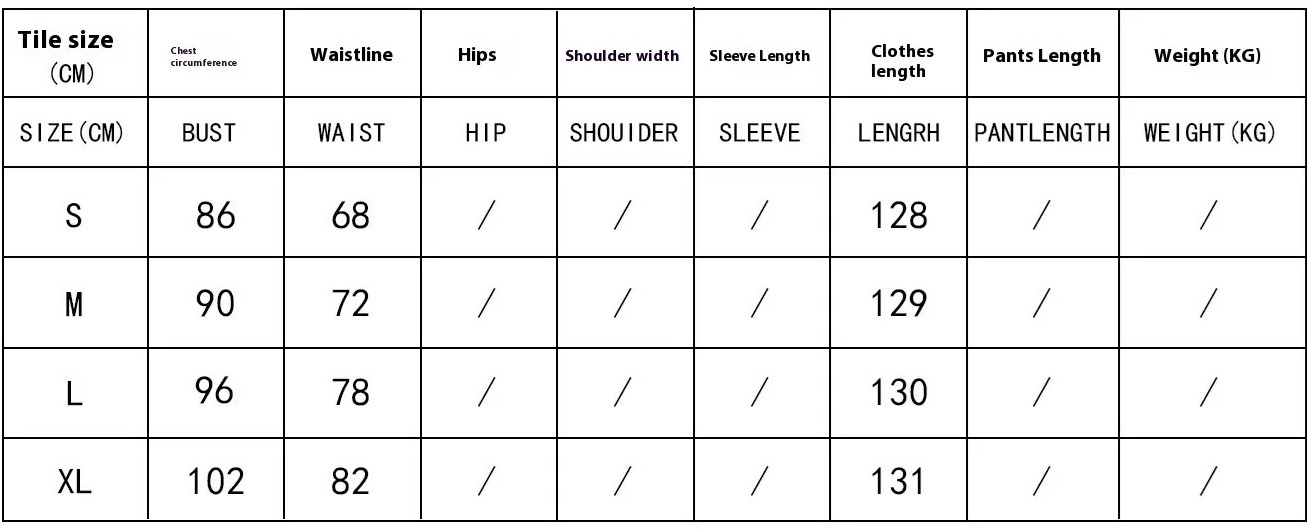 Tile size (CM) Chest circumference Waistline Hips Shoulder width Sleeve Length Clothes length Pants Length Weight (KG)
SIZE(CM) BUST WAIST HIP SHOUIDER SLEEVE LENGRH PANTLENGTH WEIGHT(KG)
S 86 68 / / / 128 / /
M 90 72 / / / 129 / /
L 96 78 / / / 130 / /
XL 102 82 / / / 131 / /